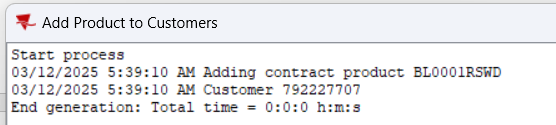 Add Product to Customers
Start process
03/12/2025 5:39:10 AM Adding contract product BL0001RSWD
03/12/2025 5:39:10 AM Customer 792227707
End generation: Total time = 0:0:0 h:m:s